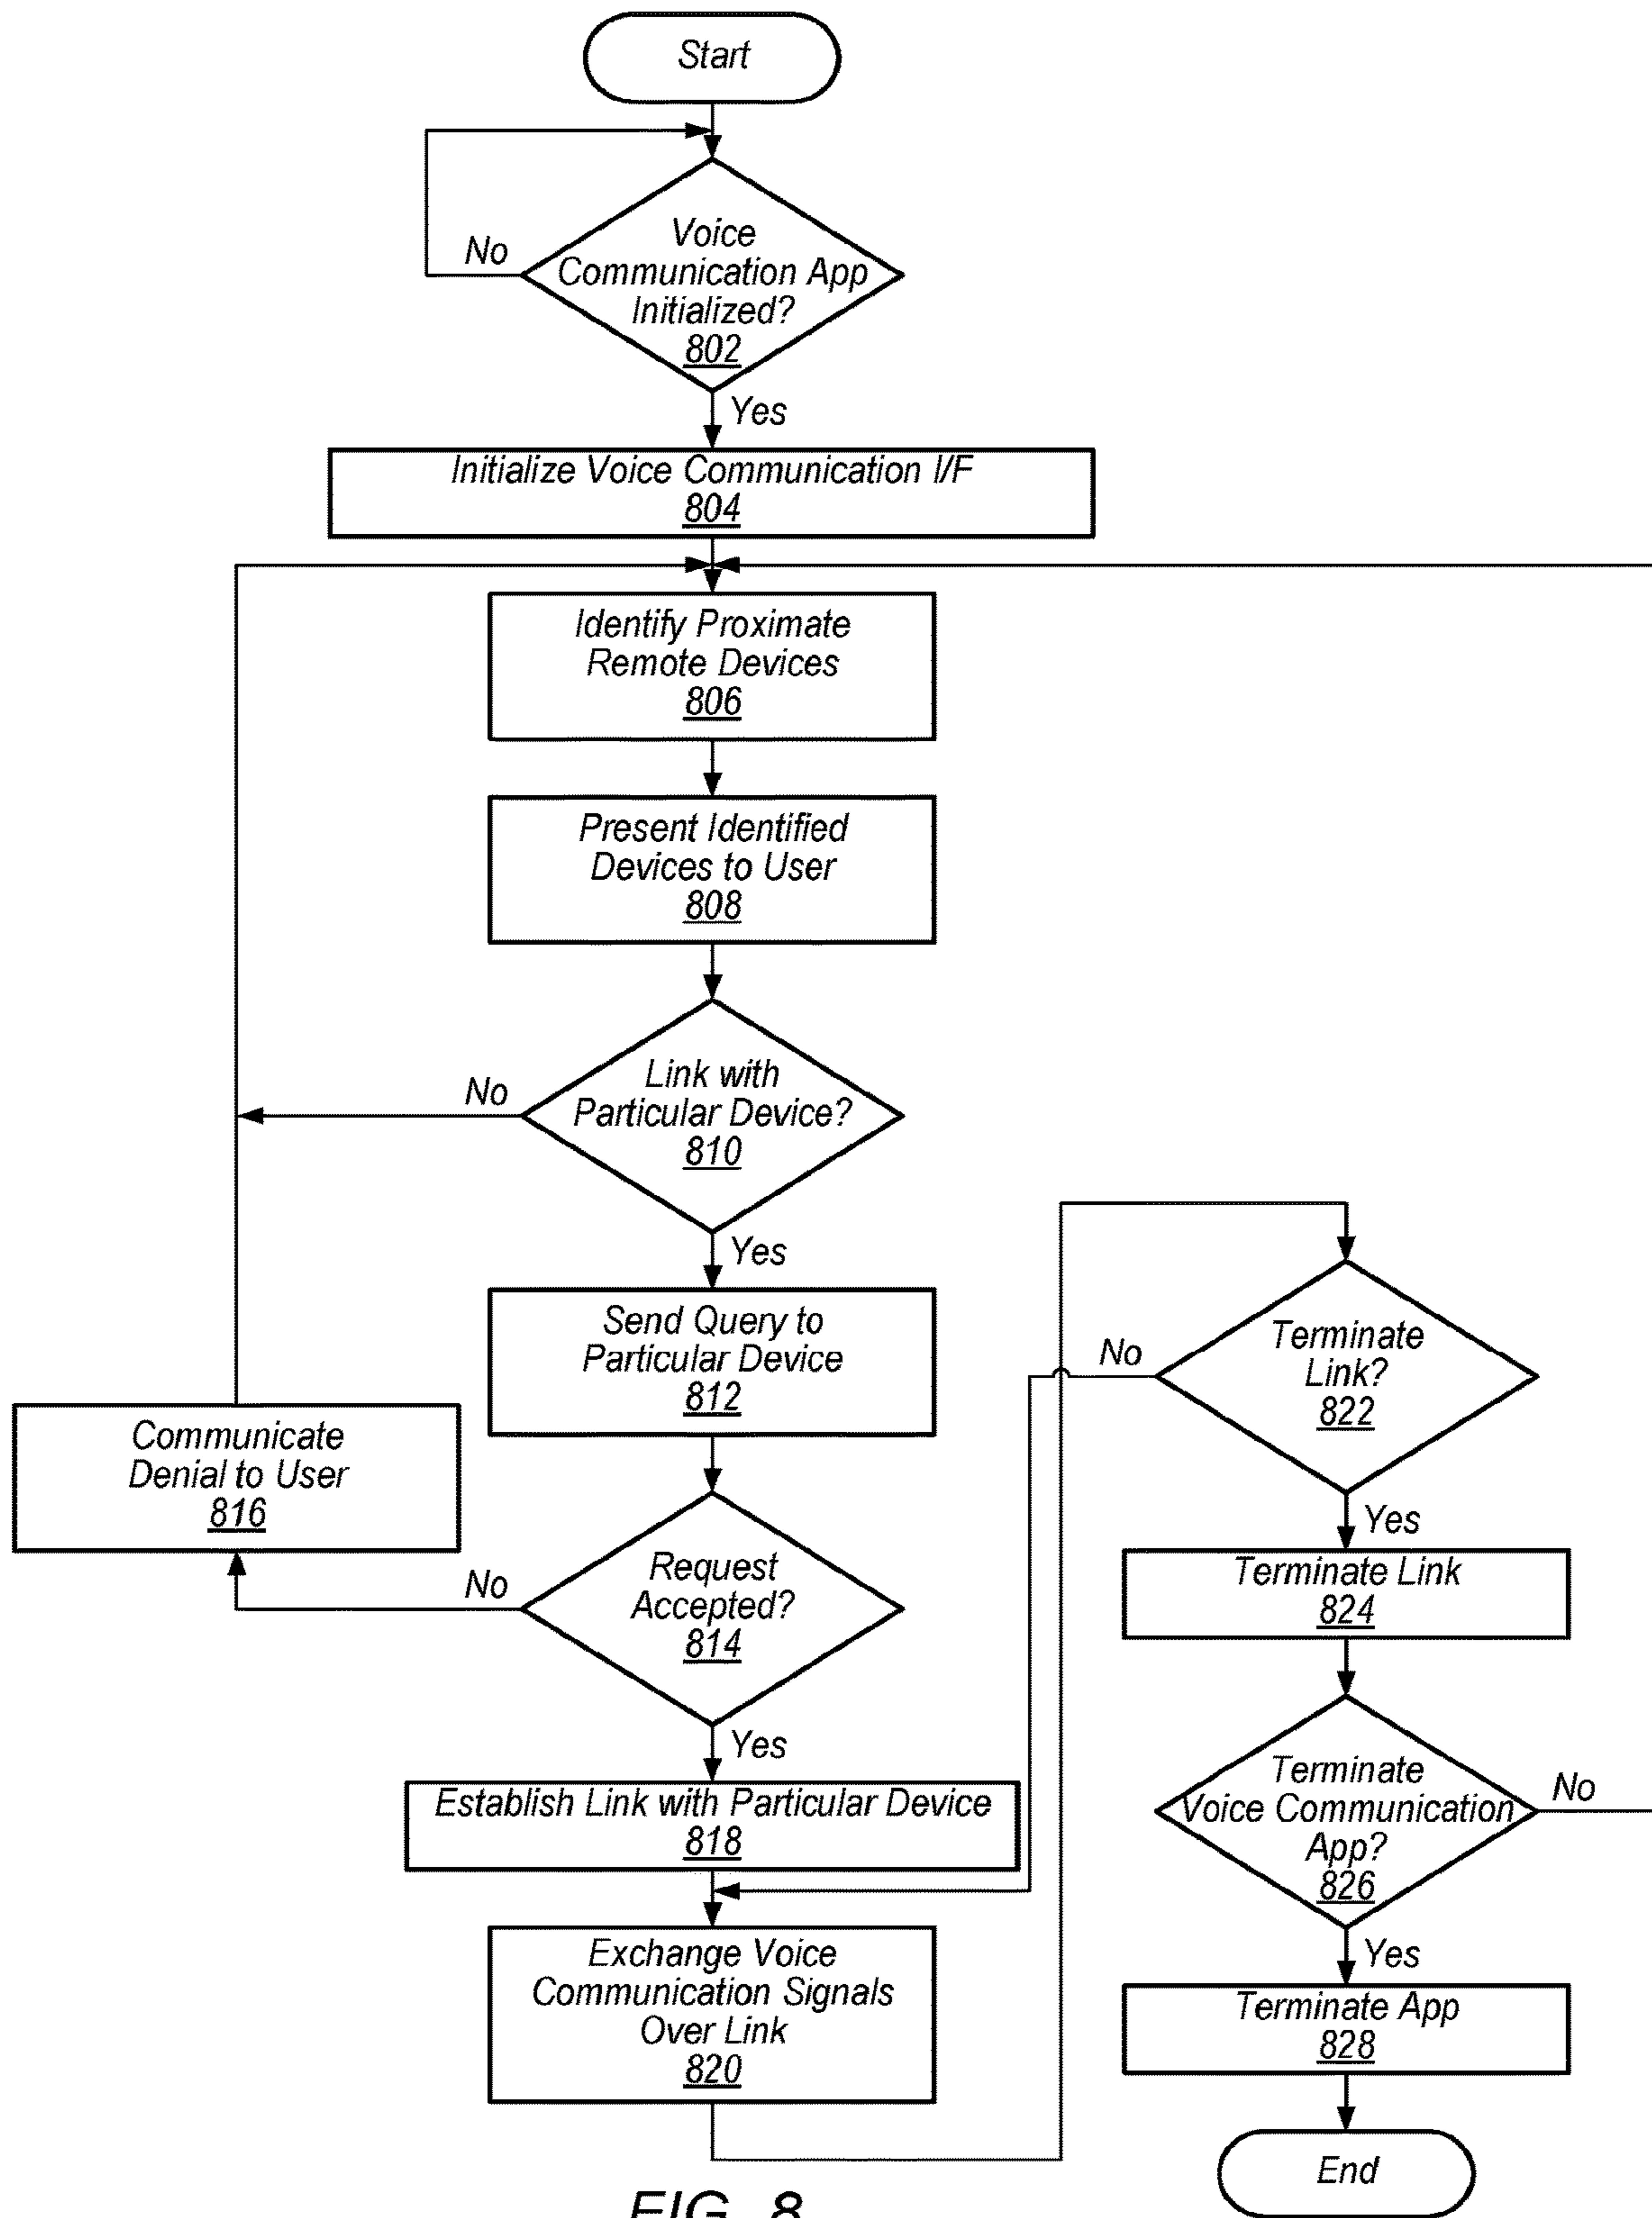 Start
Voice
Communication App
Initialized?
802
No
Yes
Initialize Voice Communication I/F
804
Identify Proximate
Remote Devices
806
Present Identified
Devices to User
808
Link with
Particular Device?
810
No
Yes
Send Query to
Particular Device
812
Communicate
Denial to User
816
Request
Accepted?
814
No
Yes
Establish Link with Particular Device
818
Exchange Voice
Communication Signals
Over Link
820
Terminate
Link?
822
No
Yes
Terminate Link
824
Terminate
Voice Communication
App?
826
No
Yes
Terminate App
828
End
FIG. 8